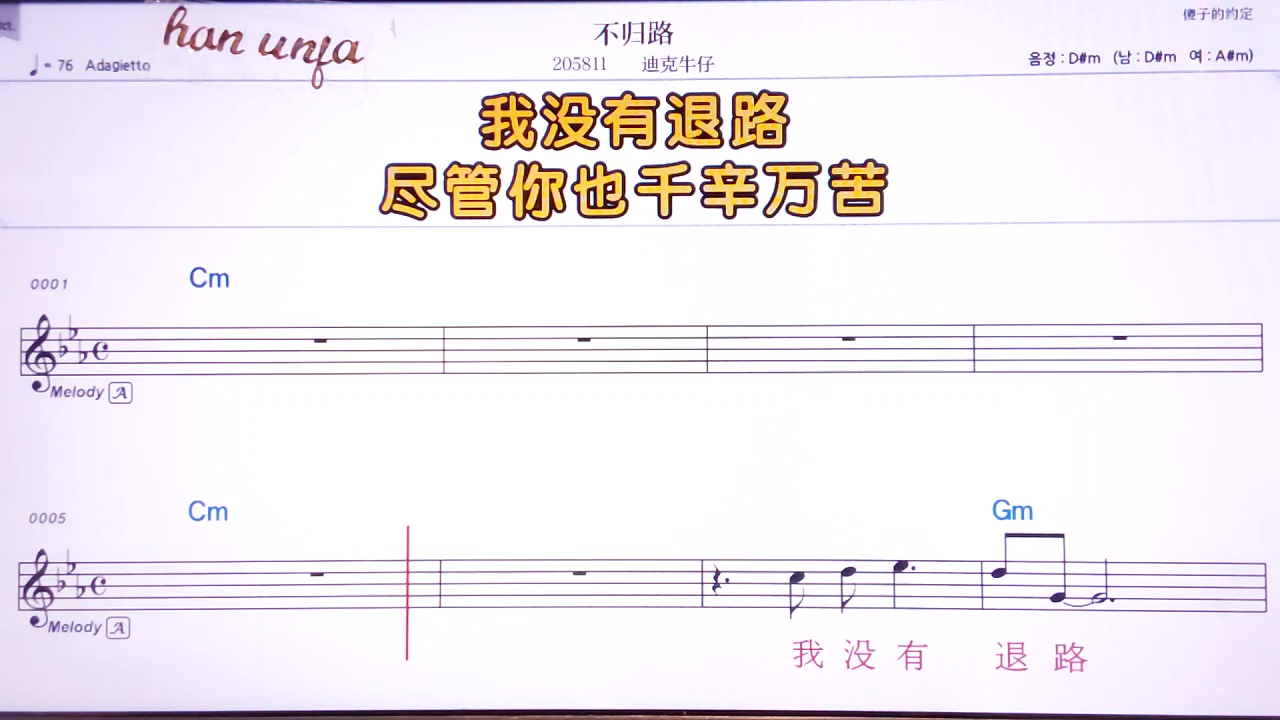 ct.
han unfa
不归路
傻子的约定
= 76 Adagietto
205811 迪克牛仔
음정 : D#m (남 : D#m 여 : A#m)
我没有退路
尽管你也千辛万苦
0001
Cm
Melody A
0005
Cm
Gm
Melody A
我 没 有 退 路